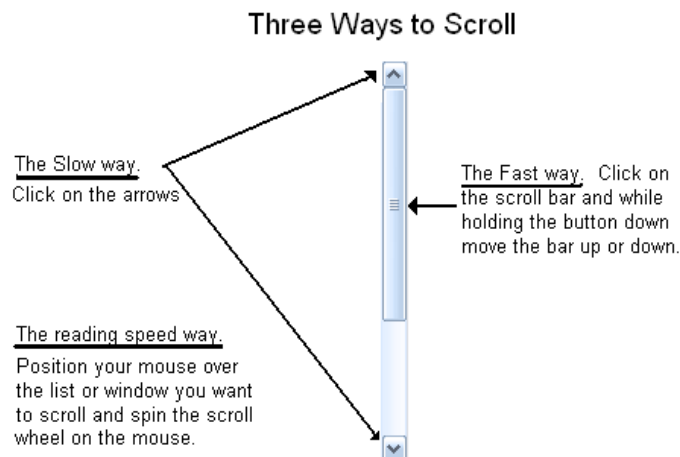 Three Ways to Scroll
The Slow way.
Click on the arrows
The Fast way.  Click on
the scroll bar and while
holding the button down
move the bar up or down.
The reading speed way.
Position your mouse over
the list or window you want
to scroll and spin the scroll
wheel on the mouse.